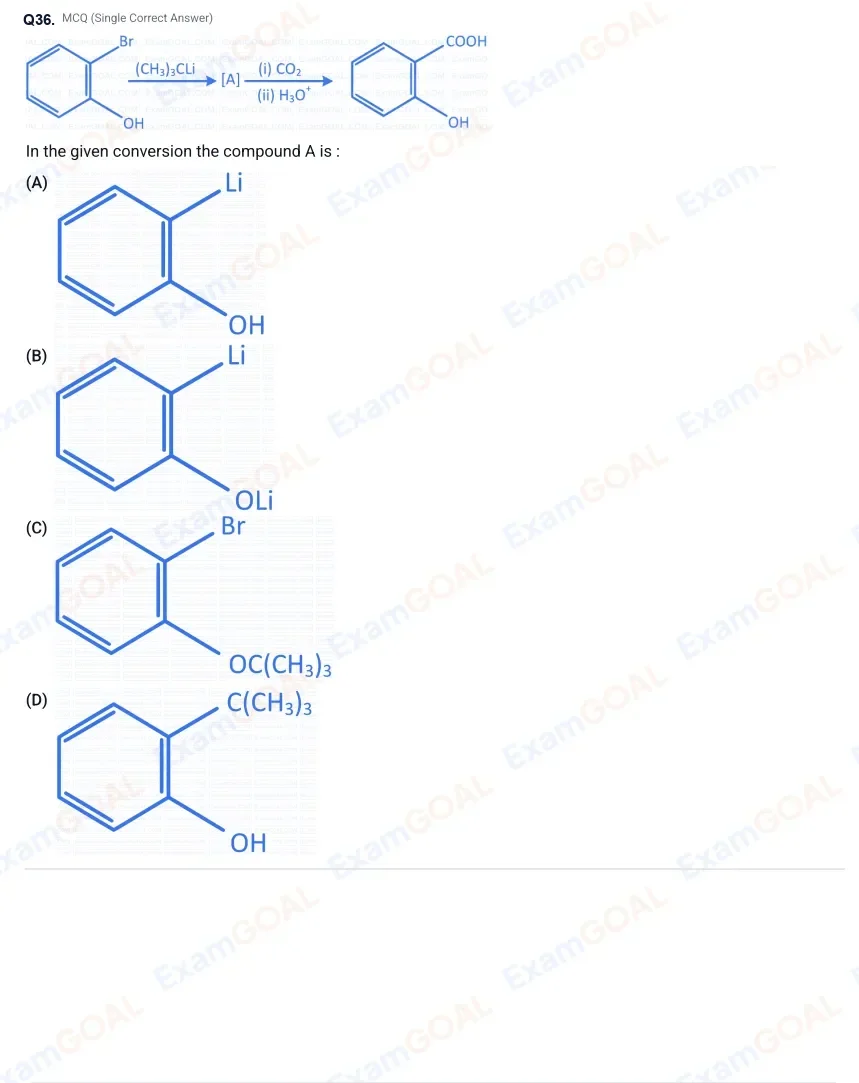 Q36. MCQ (Single Correct Answer)
Br
OH
(CH₃)₃CLi
[A]
(i) CO₂
(ii) H₃O⁺
COOH
OH
In the given conversion the compound A is :
(A)
Li
OH
(B)
Li
OLi
(C)
Br
OC(CH₃)₃
(D)
C(CH₃)₃
OH
ExamGOAL